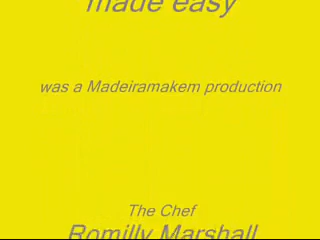 made easy
was a Madeiramakem production
The Chef
Romilly Marshall